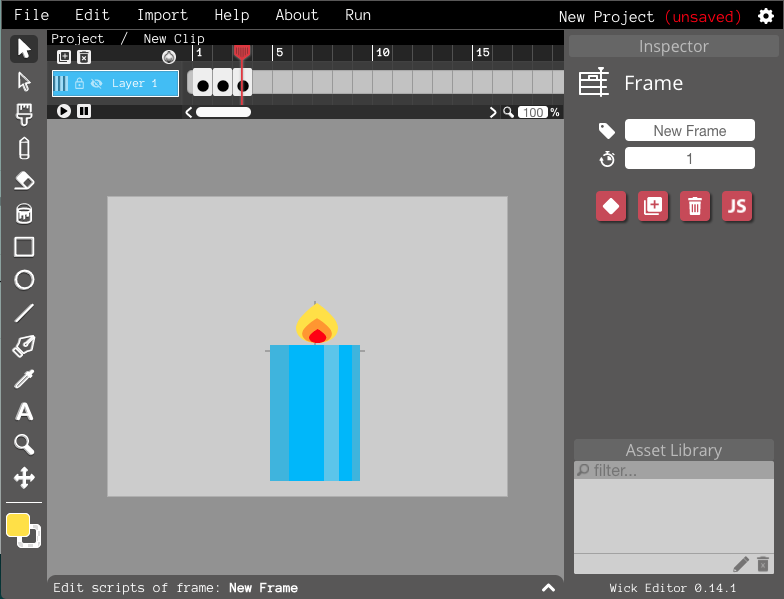 File Edit Import Help About Run
New Project (unsaved)
Project / New Clip
Inspector
1 5 10 15
Frame
Layer 1
100 %
New Frame
1
JS
A
Asset Library
filter...
Edit scripts of frame: New Frame
Wick Editor 0.14.1